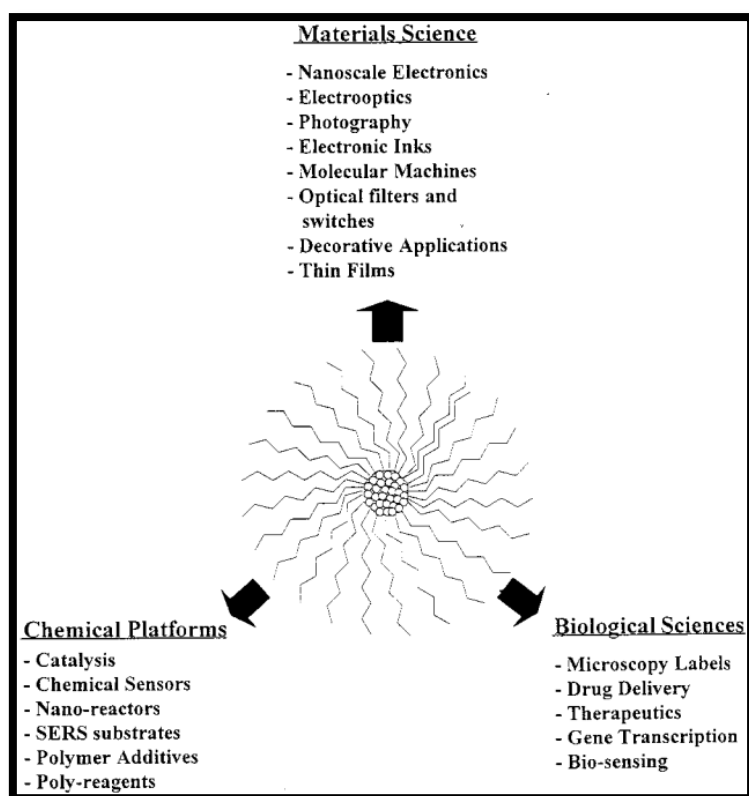 Materials Science
- Nanoscale Electronics
- Electrooptics
- Photography
- Electronic Inks
- Molecular Machines
- Optical filters and
switches
- Decorative Applications
- Thin Films
Chemical Platforms
- Catalysis
- Chemical Sensors
- Nano-reactors
- SERS substrates
- Polymer Additives
- Poly-reagents
Biological Sciences
- Microscopy Labels
- Drug Delivery
- Therapeutics
- Gene Transcription
- Bio-sensing